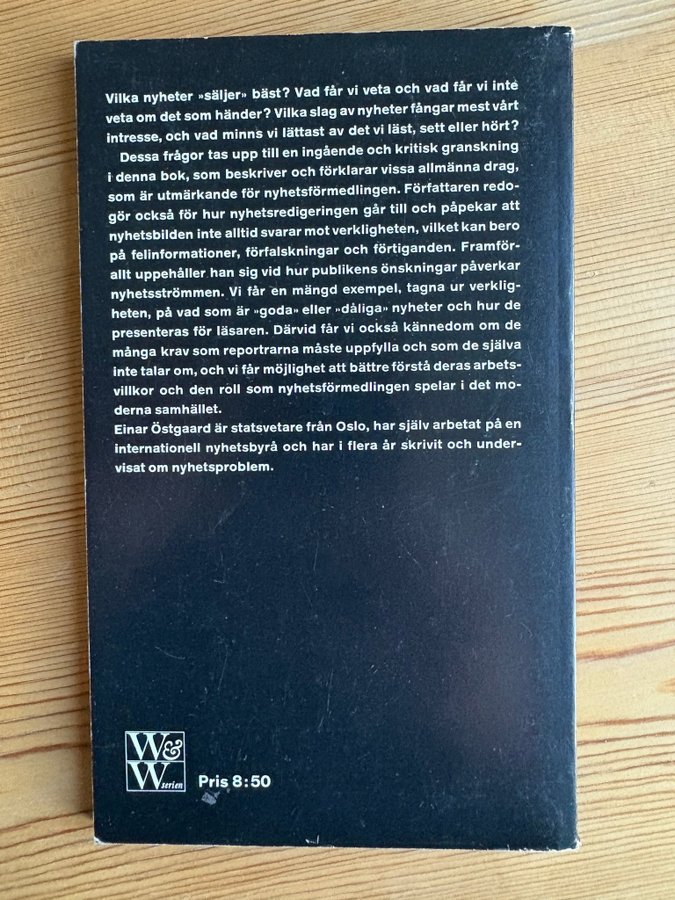 Vilka nyheter »säljer» bäst? Vad får vi veta och vad får vi inte
veta om det som händer? Vilka slag av nyheter fångar mest vårt
intresse, och vad minns vi lättast av det vi läst, sett eller hört?
Dessa frågor tas upp till en ingående och kritisk granskning
i denna bok, som beskriver och förklarar vissa allmänna drag,
som är utmärkande för nyhetsförmedlingen. Författaren redo-
gör också för hur nyhetsredigeringen går till och påpekar att
nyhetsbilden inte alltid svarar mot verkligheten, vilket kan bero
på felinformationer, förfalskningar och förtiganden. Framför-
allt uppehåller han sig vid hur publikens önskningar påverkar
nyhetsströmmen. Vi får en mängd exempel, tagna ur verklig-
heten, på vad som är »goda» eller »dåliga» nyheter och hur de
presenteras för läsaren. Därvid får vi också kännedom om de
många krav som reportrarna måste uppfylla och som de själva
inte talar om, och vi får möjlighet att bättre förstå deras arbets-
villkor och den roll som nyhetsförmedlingen spelar i det mo-
derna samhället.
Einar Östgaard är statsvetare från Oslo, har själv arbetat på en
internationell nyhetsbyrå och har i flera år skrivit och under-
visat om nyhetsproblem.
W&
W serien
Pris 8:50